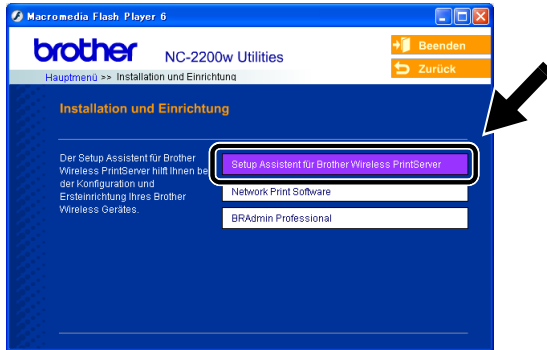 Macromedia Flash Player 6
brother
NC-2200w Utilities
Beenden
Zurück
Hauptmenü >> Installation und Einrichtung
Installation und Einrichtung
Der Setup Assistent für Brother
Wireless PrintServer hilft Ihnen be
der Konfiguration und
Ersteinrichtung Ihres Brother
Wireless Gerätes.
Setup Assistent für Brother Wireless PrintServer
Network Print Software
BRAdmin Professional